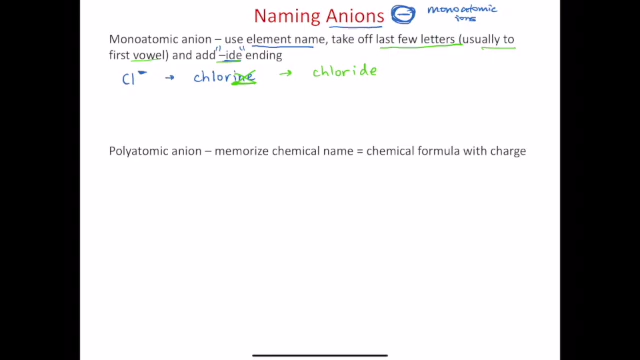 Naming Anions
monoatomic
ions
Monoatomic anion – use element name, take off last few letters (usually to
first vowel) and add "–ide" ending
Cl⁻ → chlorine → chloride
Polyatomic anion – memorize chemical name = chemical formula with charge